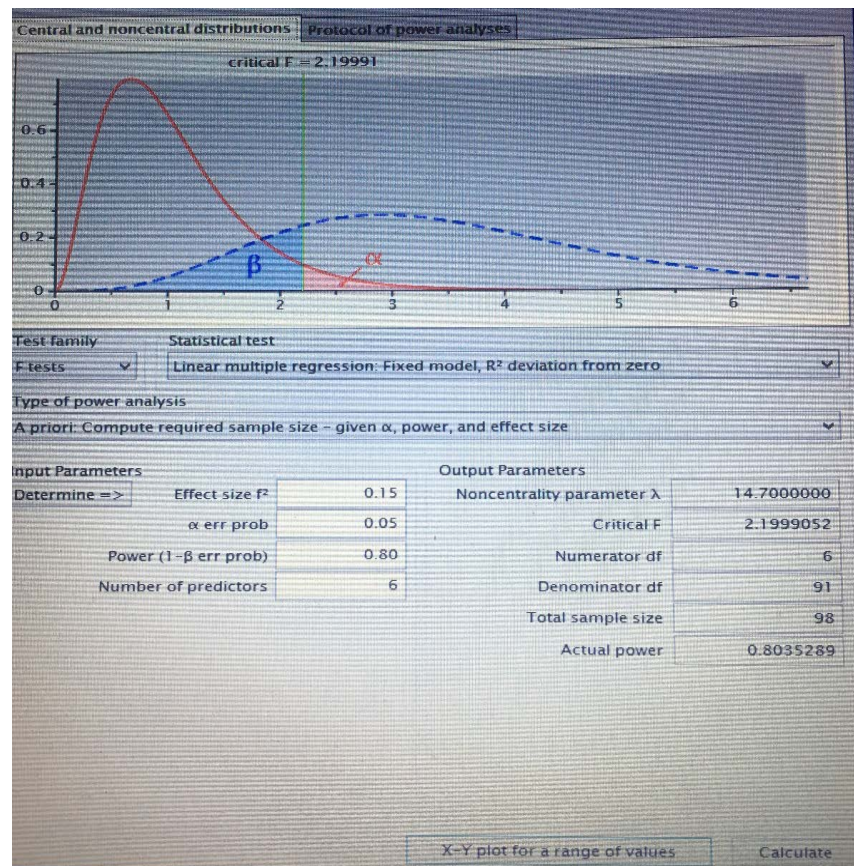 Central and noncentral distributions Protocol of power analyses
critical F = 2.19991
0.6
0.4
0.2
β α
0
0 1 2 3 4 5 6
Test family Statistical test
F tests Linear multiple regression: Fixed model, R² deviation from zero
Type of power analysis
A priori: Compute required sample size – given α, power, and effect size
Input Parameters Output Parameters
Determine => Effect size f² 0.15 Noncentrality parameter λ 14.7000000
α err prob 0.05 Critical F 2.1999052
Power (1-β err prob) 0.80 Numerator df 6
Number of predictors 6 Denominator df 91
Total sample size 98
Actual power 0.8035289
X-Y plot for a range of values Calculate